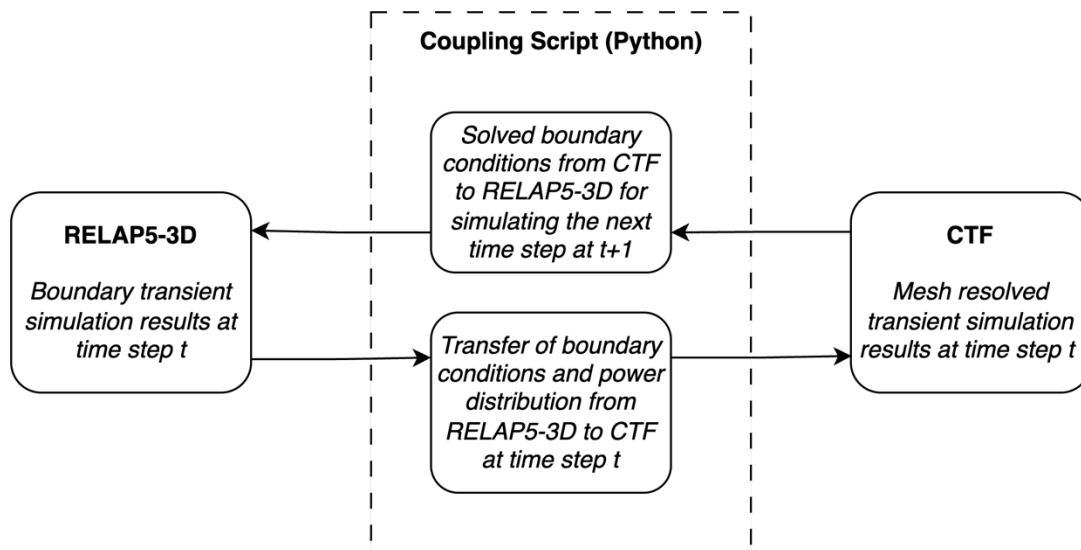 Coupling Script (Python)
Solved boundary
conditions from CTF
to RELAP5-3D for
simulating the next
time step at t+1
RELAP5-3D
Boundary transient
simulation results at
time step t
CTF
Mesh resolved
transient simulation
results at time step t
Transfer of boundary
conditions and power
distribution from
RELAP5-3D to CTF
at time step t